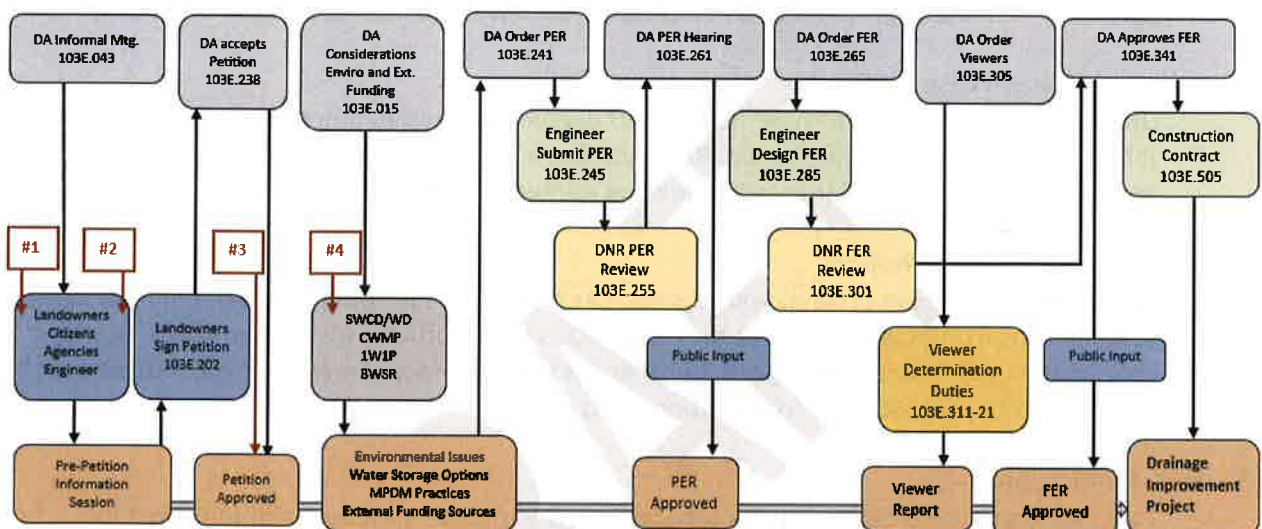 DA Informal Mtg.
103E.043
DA accepts
Petition
103E.238
DA
Considerations
Enviro and Ext.
Funding
103E.015
DA Order PER
103E.241
DA PER Hearing
103E.261
DA Order FER
103E.265
DA Order
Viewers
103E.305
DA Approves FER
103E.341
Engineer
Submit PER
103E.245
Engineer
Design FER
103E.285
Construction
Contract
103E.505
#1
#2
#3
#4
DNR PER
Review
103E.255
DNR FER
Review
103E.301
Landowners
Citizens
Agencies
Engineer
Landowners
Sign Petition
103E.202
SWCD/WD
CWMP
1W1P
BWSR
Public Input
Viewer
Determination
Duties
103E.311-21
Public Input
Pre-Petition
Information
Session
Petition
Approved
Environmental Issues
Water Storage Options
MPDM Practices
External Funding Sources
PER
Approved
Viewer
Report
FER
Approved
Drainage
Improvement
Project
DRAFT